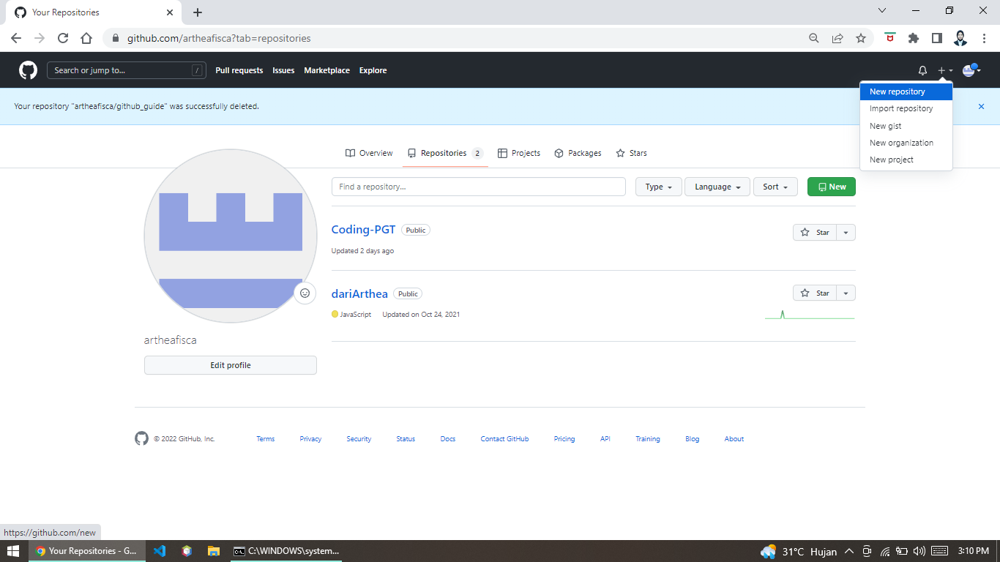 Your Repositories
github.com/artheafisca?tab=repositories
Search or jump to... /
Pull requests Issues Marketplace Explore
New repository
Import repository
New gist
New organization
New project
Your repository "artheafisca/github_guide" was successfully deleted.
Overview Repositories 2 Projects Packages Stars
Find a repository... Type Language Sort New
Coding-PGT Public Star
Updated 2 days ago
dariArthea Public Star
JavaScript Updated on Oct 24, 2021
artheafisca
Edit profile
© 2022 GitHub, Inc. Terms Privacy Security Status Docs Contact GitHub Pricing API Training Blog About
https://github.com/new
Your Repositories - G... C:\WINDOWS\system... 31°C Hujan 3:10 PM